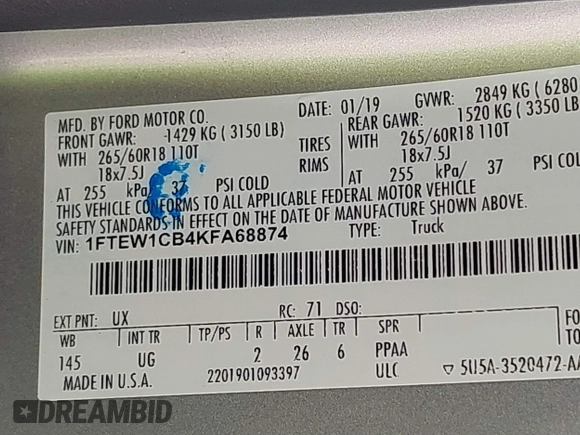 MFD. BY FORD MOTOR CO.
DATE: 01/19 GVWR: 2849 KG ( 6280
FRONT GAWR: 1429 KG ( 3150 LB) REAR GAWR: 1520 KG ( 3350 LB)
WITH 265/60R18 110T TIRES 265/60R18 110T
18x7.5J RIMS 18x7.5J
AT 255 kPa/ 37 PSI COLD AT 255 kPa/ 37 PSI COL
THIS VEHICLE CONFORMS TO ALL APPLICABLE FEDERAL MOTOR VEHICLE
SAFETY STANDARDS IN EFFECT ON THE DATE OF MANUFACTURE SHOWN ABOVE.
VIN: 1FTEW1CB4KFA68874 TYPE: Truck
EXT PNT: UX RC: 71 DSO:
WB INT TR TP/PS R AXLE TR SPR
145 UG 2 26 6 PPAA
MADE IN U.S.A. 2201901093397 ULC
FO
TO
5U5A-3520472-AA
DREAMBID